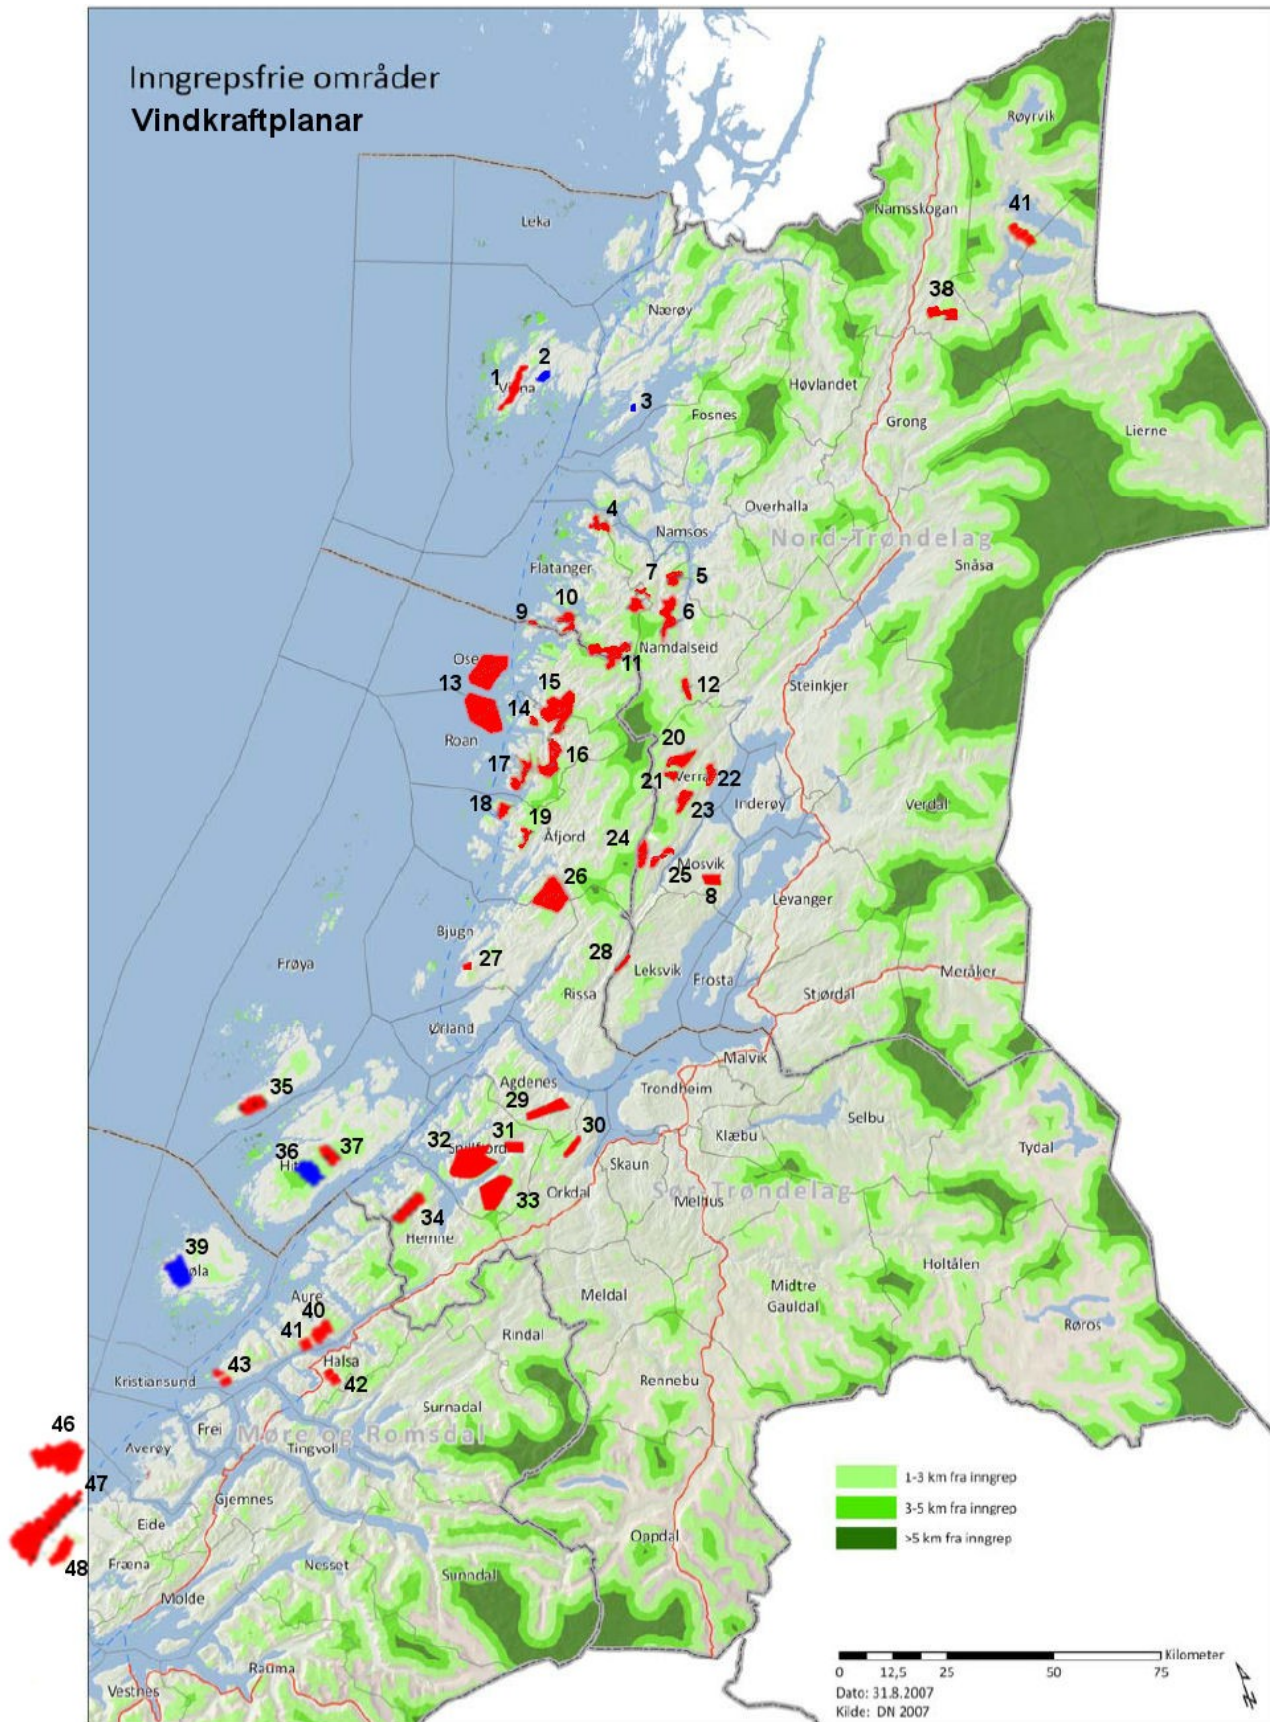 Inngrepsfrie områder
Vindkraftplanar
Røyrvik
Namsskogan
41
Leka
38
Nærøy
2
1
3
Høvlandet
Fosnes
Grong
Lierne
4
Overhalla
Namsos
Nord-Trøndelag
Snåsa
7
5
Flatanger
10
6
9
Namdalseid
11
Ose
13
15
12
Steinkjer
14
Roan
20
16
17
21
22
Inderøy
23
Verdal
18
19
Åfjord
24
Mosvik
25
8
26
Levanger
Bjugn
27
28
Leksvik
Frosta
Meråker
Frøya
Rissa
Stjørdal
Ørland
Malvik
Agdenes
Trondheim
35
29
Selbu
Klæbu
Tydal
32
31
30
36
37
Skaun
33
Orkdal
Sør-Trøndelag
Melhus
34
Hemne
39
Holtålen
Aure
Meldal
Midtre
Gauldal
40
41
Rindal
Røros
43
Halsa
42
Kristiansund
Rennebu
Surnadal
46
Frei
Møre og Romsdal
Averøy
Tingvoll
47
Gjemnes
Eide
1-3 km fra inngrep
3-5 km fra inngrep
>5 km fra inngrep
Oppdal
Fræna
48
Nesset
Sunndal
Molde
Rauma
Vestnes
Kilometer
0 12,5 25 50 75
Dato: 31.8.2007
Kilde: DN 2007
N